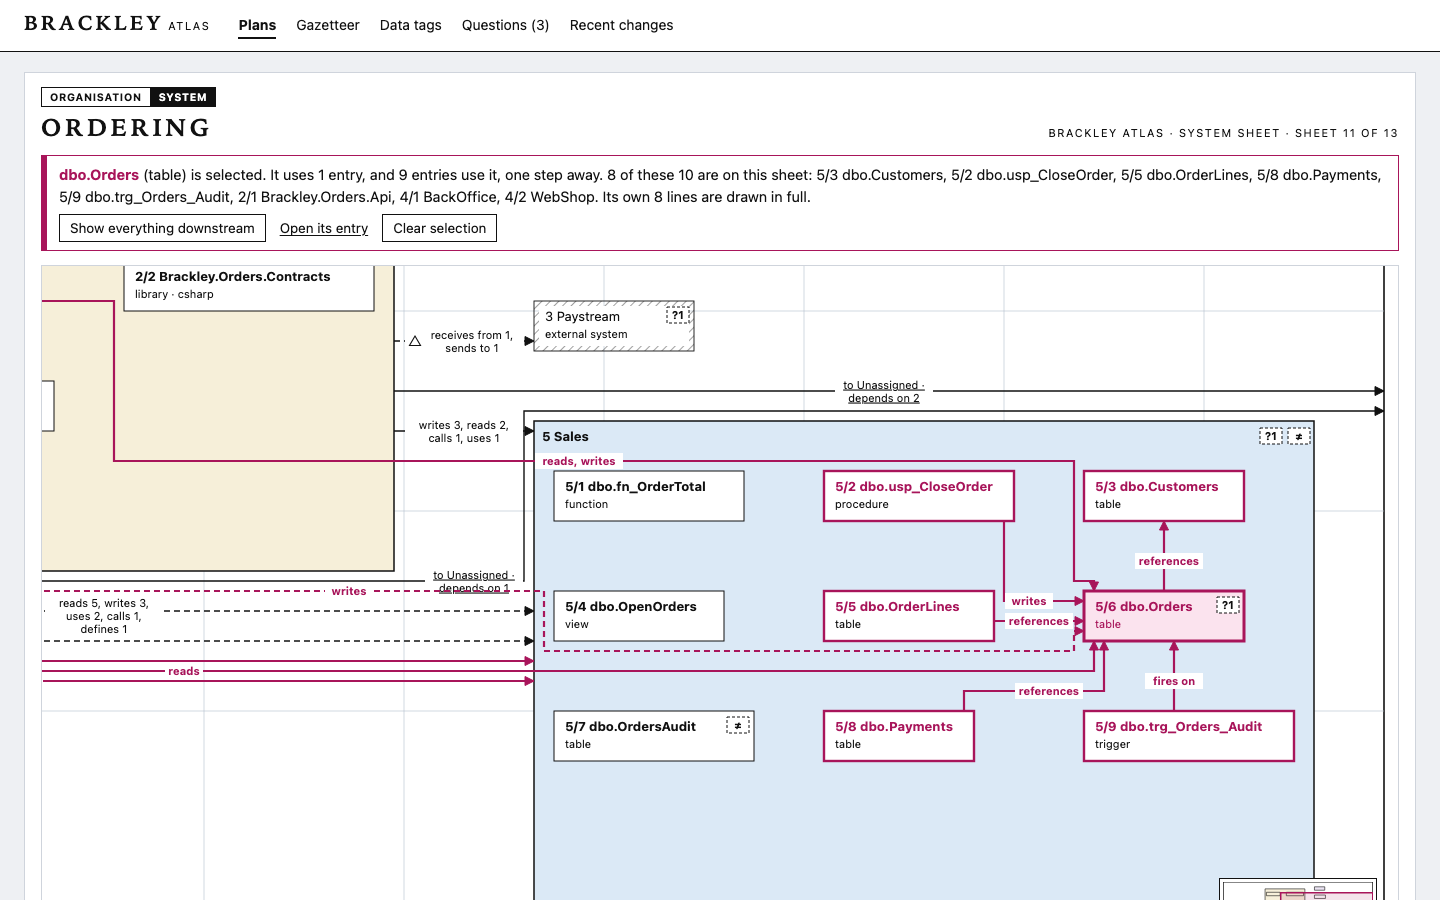 BRACKLEY ATLAS
Plans
Gazetteer
Data tags
Questions (3)
Recent changes
ORGANISATION
SYSTEM
ORDERING
BRACKLEY ATLAS · SYSTEM SHEET · SHEET 11 OF 13
dbo.Orders (table) is selected. It uses 1 entry, and 9 entries use it, one step away. 8 of these 10 are on this sheet: 5/3 dbo.Customers, 5/2 dbo.usp_CloseOrder, 5/5 dbo.OrderLines, 5/8 dbo.Payments,
5/9 dbo.trg_Orders_Audit, 2/1 Brackley.Orders.Api, 4/1 BackOffice, 4/2 WebShop. Its own 8 lines are drawn in full.
Show everything downstream
Open its entry
Clear selection
2/2 Brackley.Orders.Contracts
library · csharp
3 Paystream
external system
?1
receives from 1,
sends to 1
to Unassigned ·
depends on 2
writes 3, reads 2,
calls 1, uses 1
5 Sales
?1
≠
reads, writes
5/1 dbo.fn_OrderTotal
function
5/2 dbo.usp_CloseOrder
procedure
5/3 dbo.Customers
table
references
to Unassigned ·
depends on 1
writes
reads 5, writes 3,
uses 2, calls 1,
defines 1
5/4 dbo.OpenOrders
view
5/5 dbo.OrderLines
table
writes
references
5/6 dbo.Orders
table
?1
reads
references
fires on
5/7 dbo.OrdersAudit
table
≠
5/8 dbo.Payments
table
5/9 dbo.trg_Orders_Audit
trigger